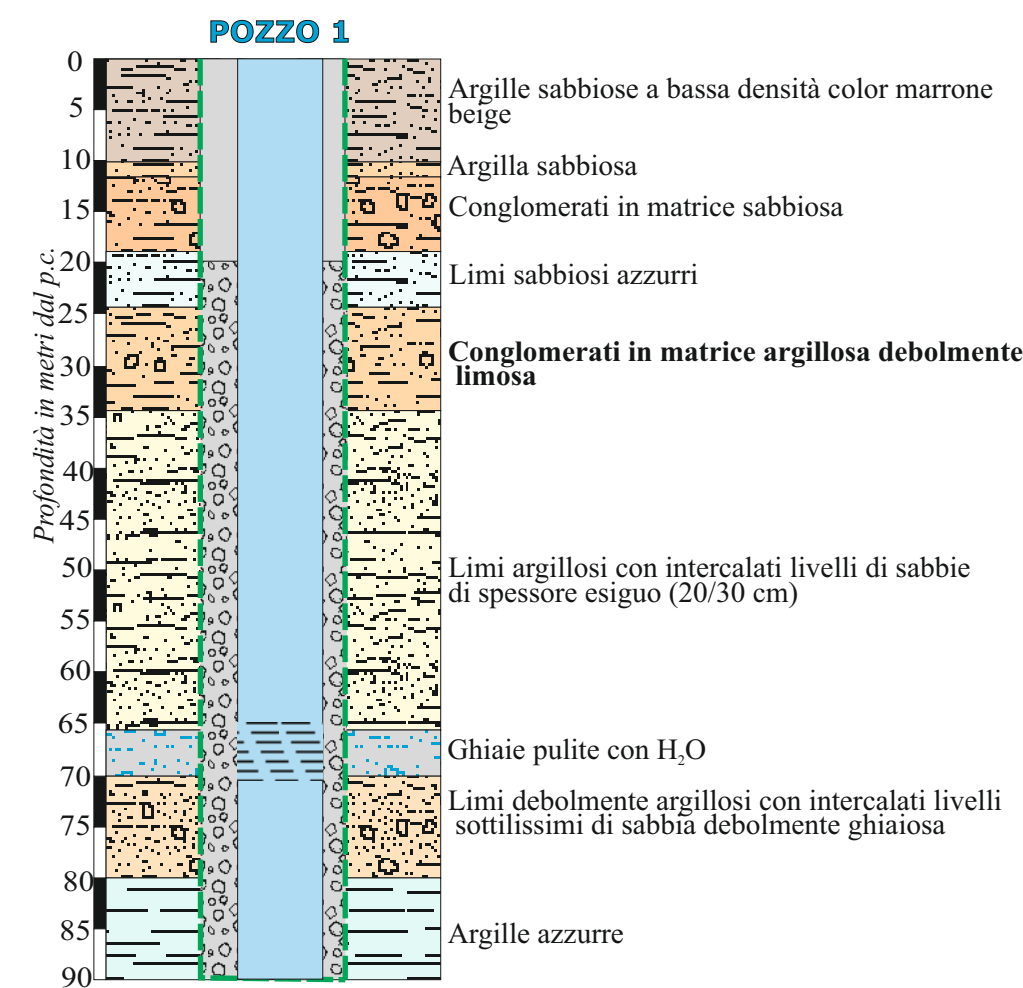 POZZO 1
0
5
10
15
20
25
30
35
40
45
50
55
60
65
70
75
80
85
90
Profondità in metri dal p.c.
Argille sabbiose a bassa densità color marrone
beige
Argilla sabbiosa
Conglomerati in matrice sabbiosa
Limi sabbiosi azzurri
Conglomerati in matrice argillosa debolmente
limosa
Limi argillosi con intercalati livelli di sabbie
di spessore esiguo (20/30 cm)
Ghiaie pulite con H₂O
Limi debolmente argillosi con intercalati livelli
sottilissimi di sabbia debolmente ghiaiosa
Argille azzurre